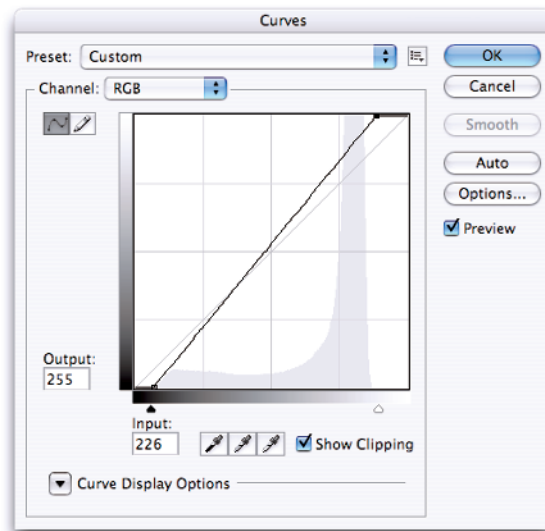 Curves
Preset: Custom
OK
Channel: RGB
Cancel
Smooth
Auto
Options...
Preview
Output:
255
Input:
226
Show Clipping
Curve Display Options